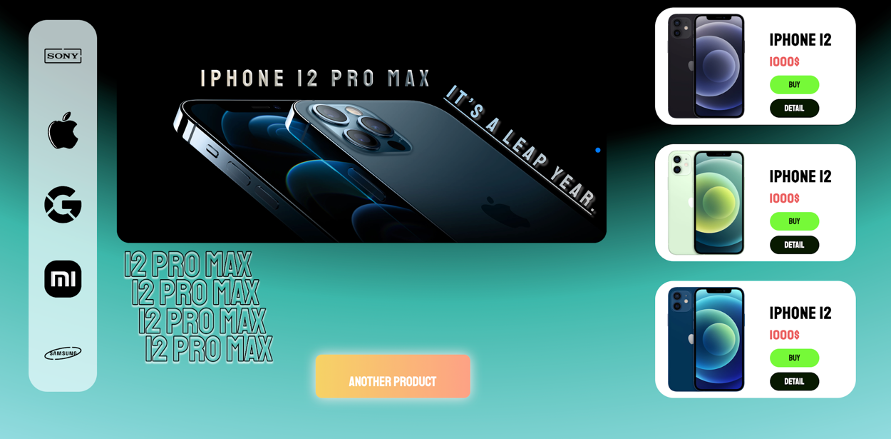 SONY
mi
SAMSUNG
IPHONE 12 PRO MAX
IT'S A LEAP YEAR.
12 PRO MAX
12 PRO MAX
12 PRO MAX
12 PRO MAX
ANOTHER PRODUCT
IPHONE 12
1000$
BUY
DETAIL
IPHONE 12
1000$
BUY
DETAIL
IPHONE 12
1000$
BUY
DETAIL